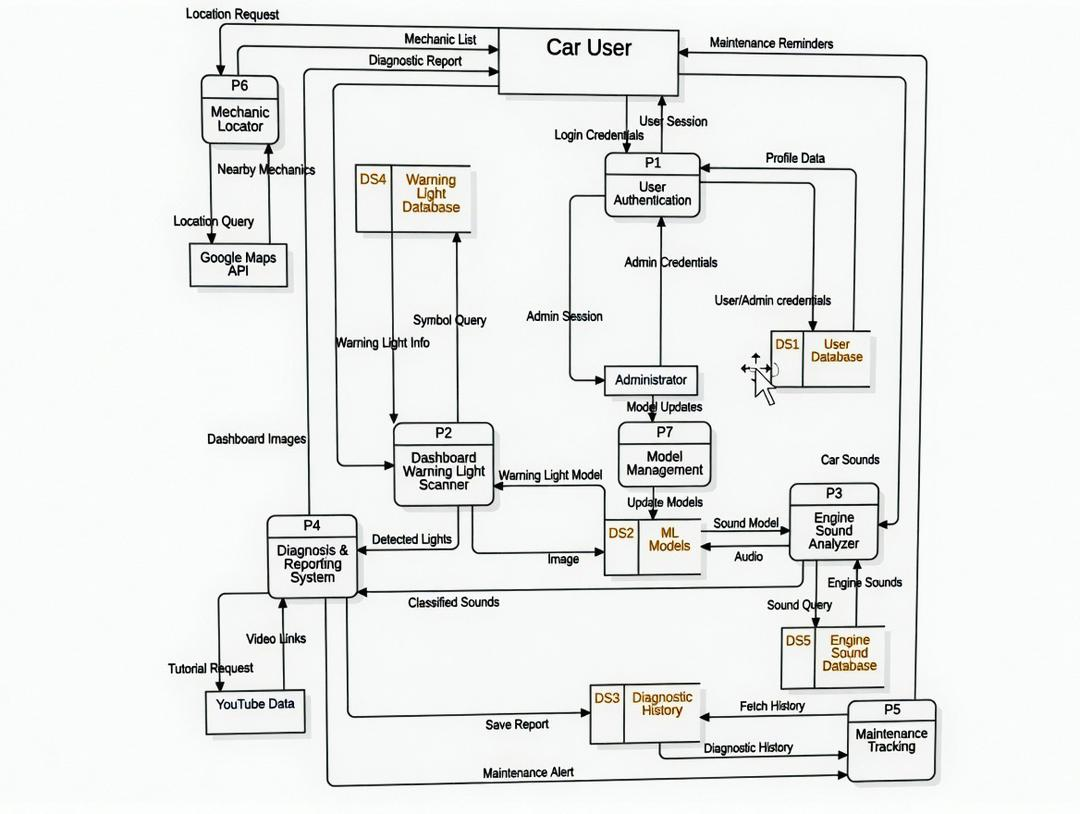 Location Request
Mechanic List
Diagnostic Report
Car User
Maintenance Reminders
P6
Mechanic
Locator
Nearby Mechanics
Location Query
Google Maps
API
Login Credentials
User Session
P1
User
Authentication
Profile Data
DS4
Warning
Light
Database
Admin Credentials
User/Admin credentials
Admin Session
Symbol Query
Warning Light Info
DS1
User
Database
Administrator
Model Updates
P2
Dashboard
Warning Light
Scanner
P7
Model
Management
Dashboard Images
Car Sounds
Warning Light Model
Update Models
P3
Engine
Sound
Analyzer
P4
Diagnosis &
Reporting
System
Detected Lights
Image
DS2
ML
Models
Sound Model
Audio
Classified Sounds
Engine Sounds
Sound Query
Video Links
Tutorial Request
YouTube Data
DS5
Engine
Sound
Database
DS3
Diagnostic
History
Save Report
Fetch History
Diagnostic History
P5
Maintenance
Tracking
Maintenance Alert